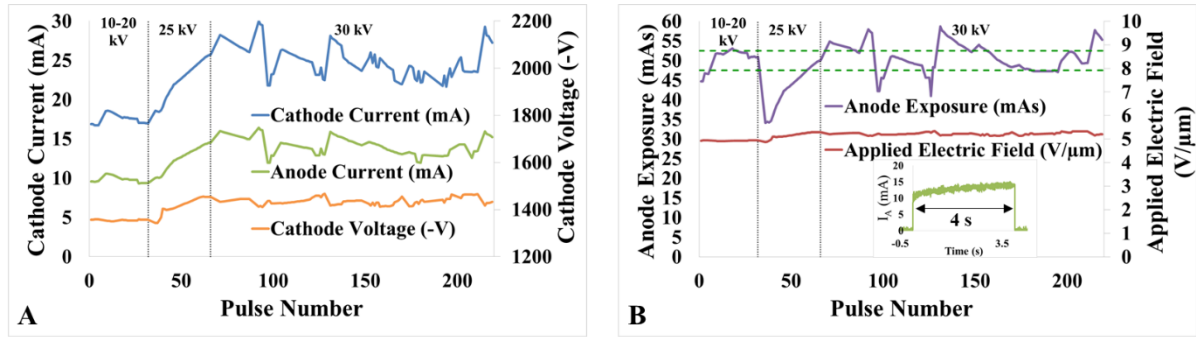 30
25
20
15
10
5
0
Cathode Current (mA)
10-20
kV
25 kV
30 kV
Cathode Current (mA)
Anode Current (mA)
Cathode Voltage (-V)
2200
2000
1800
1600
1400
1200
Cathode Voltage (-V)
0
50
100
150
200
Pulse Number
A
60
55
50
45
40
35
30
25
20
15
10
5
0
Anode Exposure (mAs)
10-20
kV
25 kV
30 kV
Anode Exposure (mAs)
Applied Electric Field (V/µm)
20
15
10
5
0
I_A (mA)
4 s
-0.5
3.5
Time (s)
10
9
8
7
6
5
4
3
2
1
0
Applied Electric Field
(V/µm)
0
50
100
150
200
Pulse Number
B